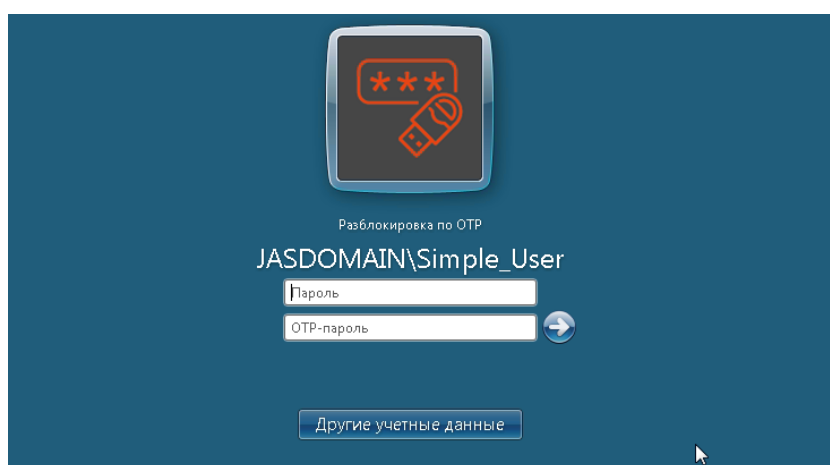 ***
Разблокировка по OTP
JASDOMAIN\Simple_User
Пароль
OTP-пароль
Другие учетные данные